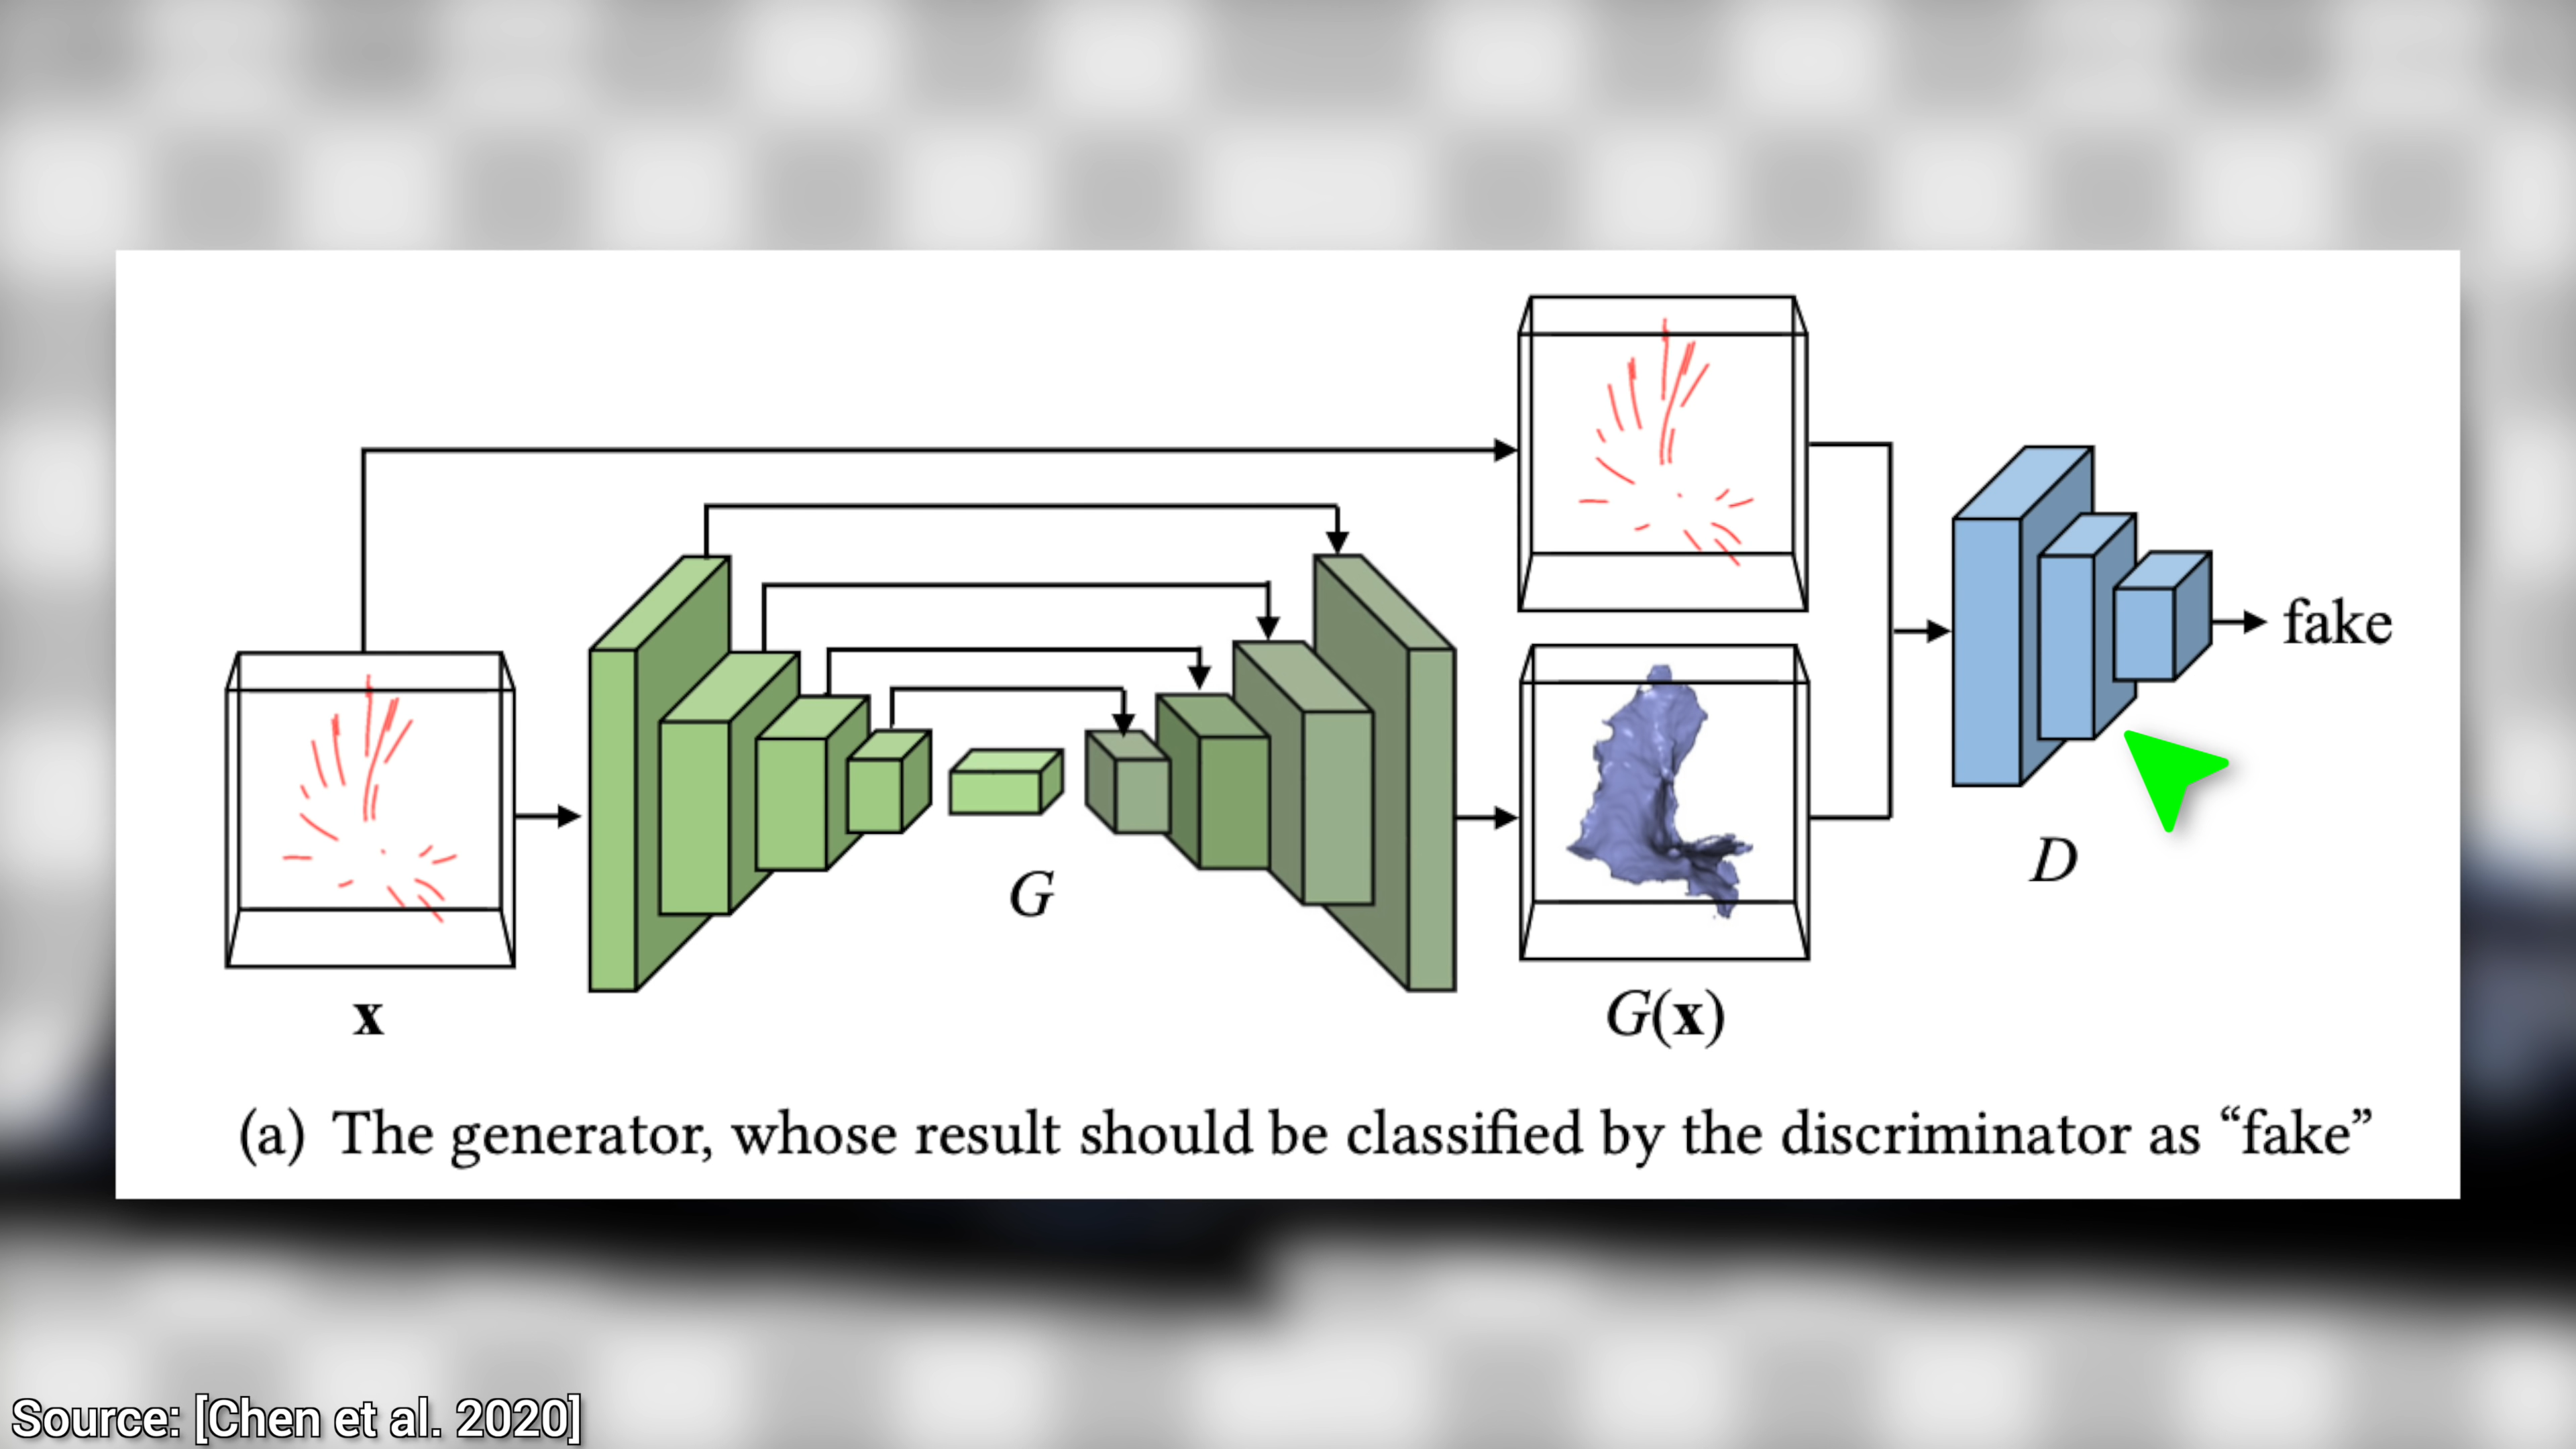 fake
G
D
x
G(x)
(a) The generator, whose result should be classified by the discriminator as “fake”
Source: [Chen et al. 2020]